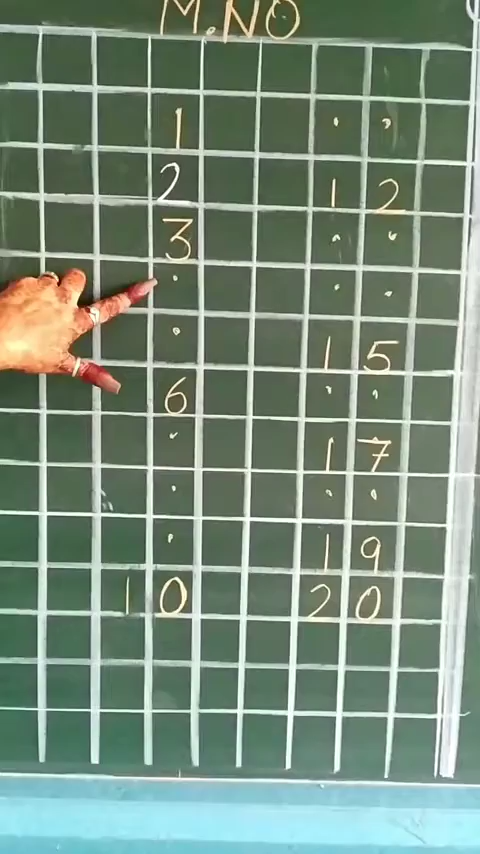 M.NO
1 . .
2 12
3 . .
. . .
. 15
6 . .
. 17
. . .
. 19
10 20